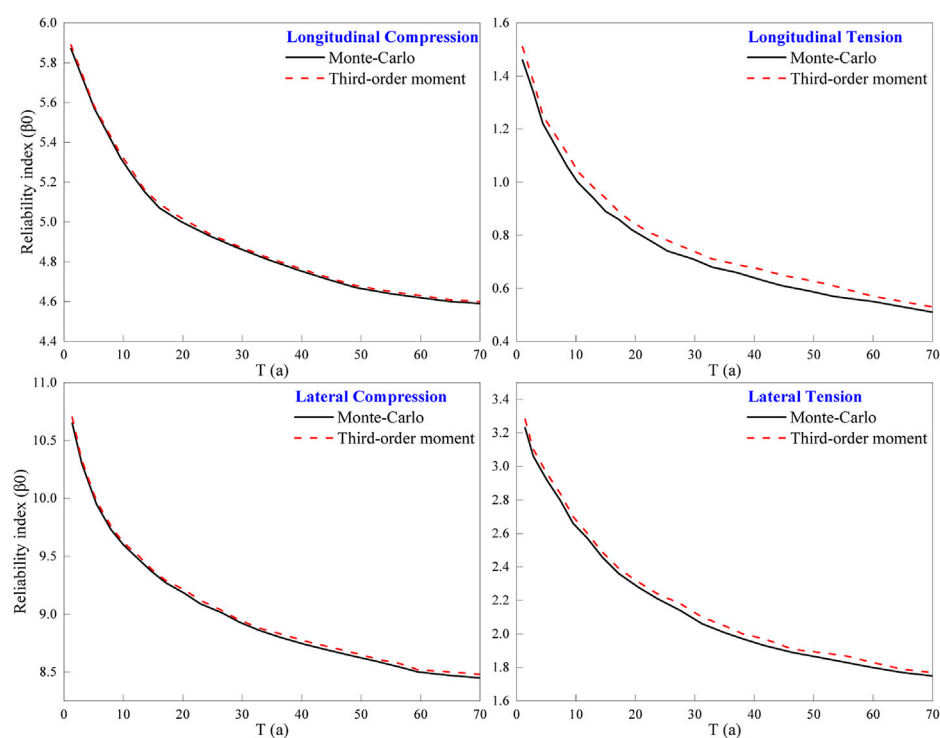 Longitudinal Compression
Monte-Carlo
Third-order moment
Reliability index (β0)
6.0
5.8
5.6
5.4
5.2
5.0
4.8
4.6
4.4
0 10 20 30 40 50 60 70
T (a)
Longitudinal Tension
Monte-Carlo
Third-order moment
1.6
1.4
1.2
1.0
0.8
0.6
0.4
0 10 20 30 40 50 60 70
T (a)
Lateral Compression
Monte-Carlo
Third-order moment
Reliability index (β0)
11.0
10.5
10.0
9.5
9.0
8.5
0 10 20 30 40 50 60 70
T (a)
Lateral Tension
Monte-Carlo
Third-order moment
3.4
3.2
3.0
2.8
2.6
2.4
2.2
2.0
1.8
1.6
0 10 20 30 40 50 60 70
T (a)